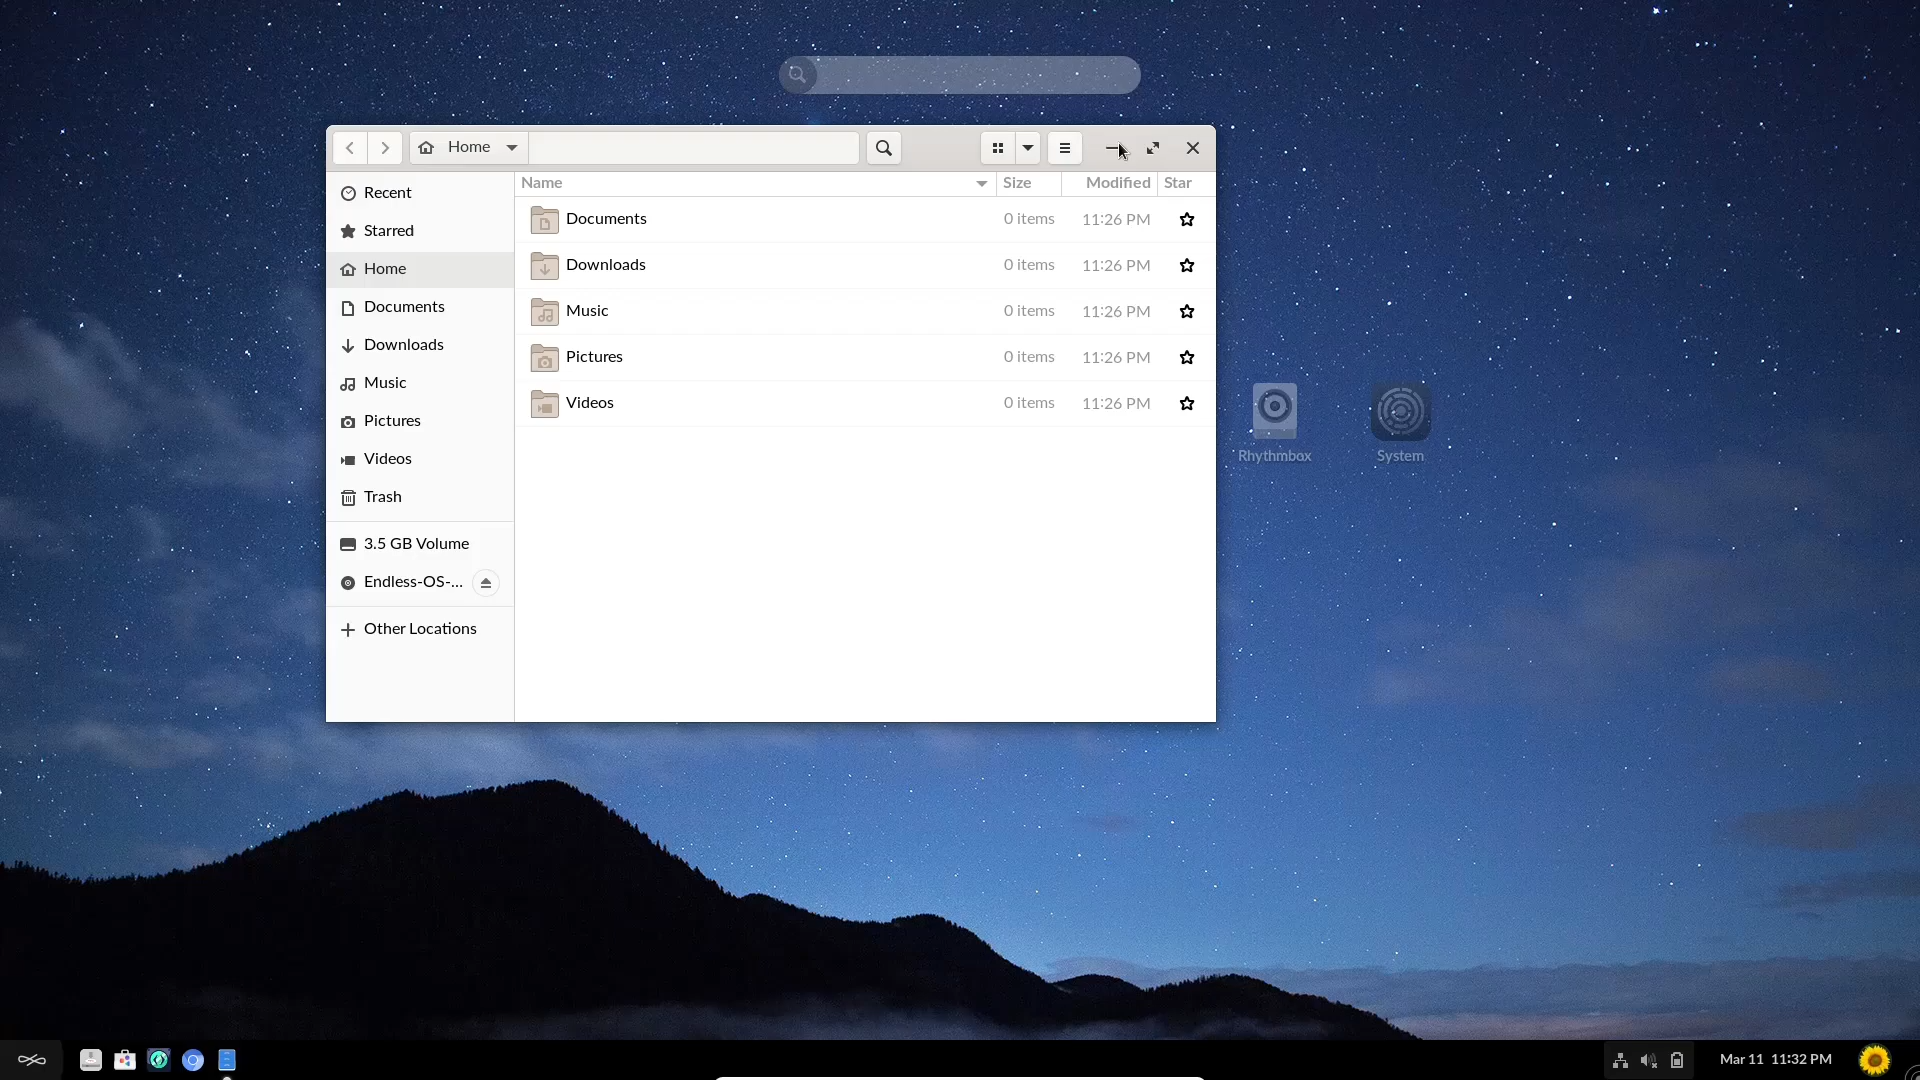 Home
Name Size Modified Star
Recent
Starred
Home
Documents
Downloads
Music
Pictures
Videos
Trash
3.5 GB Volume
Endless-OS-...
Other Locations
Documents 0 items 11:26 PM
Downloads 0 items 11:26 PM
Music 0 items 11:26 PM
Pictures 0 items 11:26 PM
Videos 0 items 11:26 PM
Rhythmbox
System
Mar 11 11:32 PM